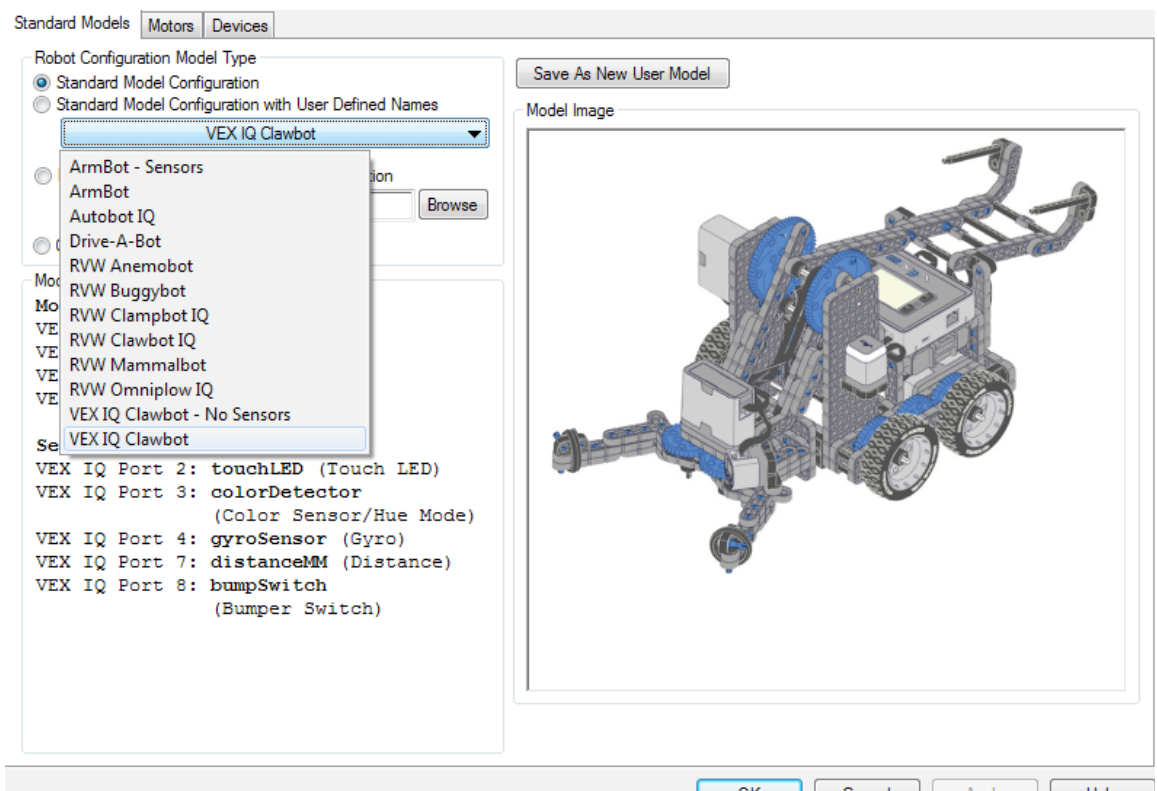 Standard Models
Motors
Devices
Robot Configuration Model Type
Standard Model Configuration
Standard Model Configuration with User Defined Names
VEX IQ Clawbot
ArmBot - Sensors
ArmBot
Autobot IQ
Drive-A-Bot
RVW Anemobot
RVW Buggybot
RVW Clampbot IQ
RVW Clawbot IQ
RVW Mammalbot
RVW Omniplow IQ
VEX IQ Clawbot - No Sensors
VEX IQ Clawbot
Browse
VEX IQ Port 2: touchLED (Touch LED)
VEX IQ Port 3: colorDetector
(Color Sensor/Hue Mode)
VEX IQ Port 4: gyroSensor (Gyro)
VEX IQ Port 7: distanceMM (Distance)
VEX IQ Port 8: bumpSwitch
(Bumper Switch)
Save As New User Model
Model Image